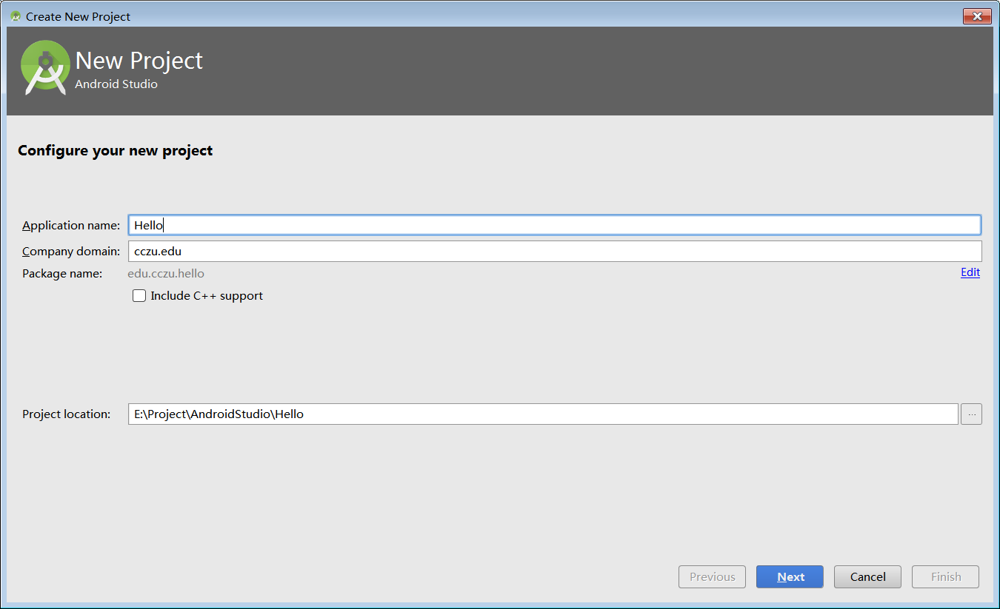 Create New Project
New Project
Android Studio
Configure your new project
Application name: Hello
Company domain: cczu.edu
Package name: edu.cczu.hello Edit
Include C++ support
Project location: E:\Project\AndroidStudio\Hello ...
Previous Next Cancel Finish